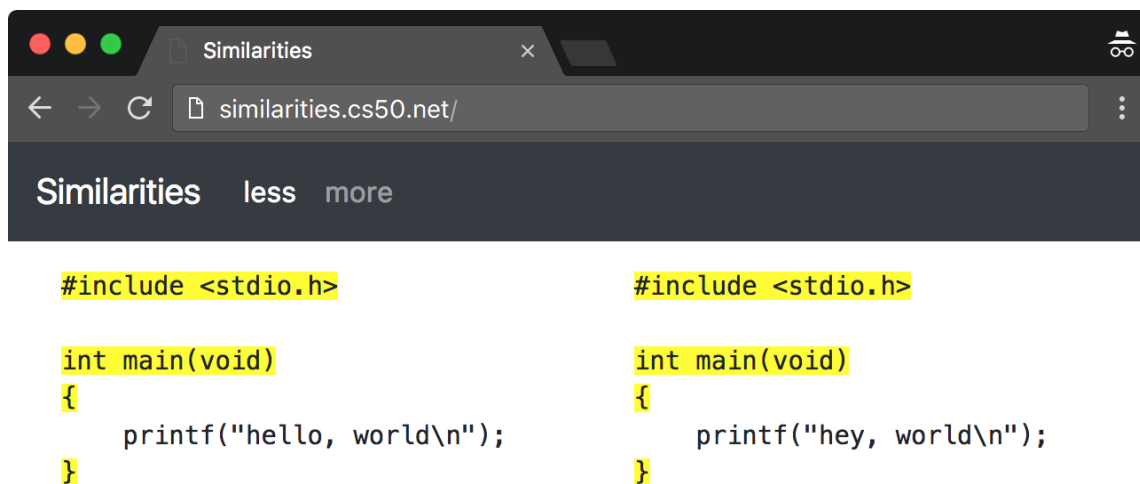 Similarities
similarities.cs50.net/
Similarities less more
#include <stdio.h> #include <stdio.h>
int main(void) int main(void)
{ {
printf("hello, world\n"); printf("hey, world\n");
} }